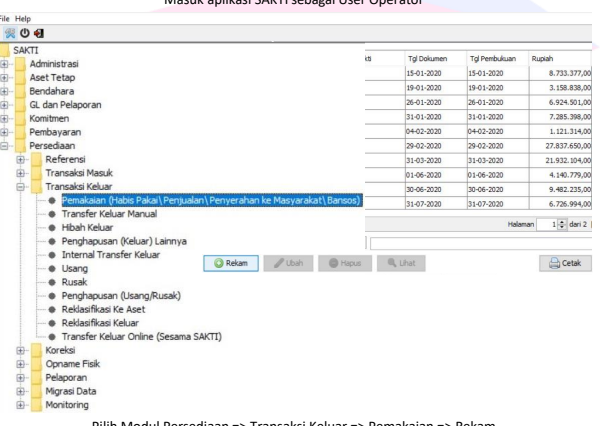 Masuk aplikasi SAKTI sebagai User Operator
File Help
SAKTI
Administrasi
Aset Tetap
Bendahara
GL dan Pelaporan
Komitmen
Pembayaran
Persediaan
Referensi
Transaksi Masuk
Transaksi Keluar
Pemakaian (Habis Pakai\Penjualan\Penyerahan ke Masyarakat\Bansos)
Transfer Keluar Manual
Hibah Keluar
Penghapusan (Keluar) Lainnya
Internal Transfer Keluar
Usang
Rusak
Penghapusan (Usang/Rusak)
Reklasifikasi Ke Aset
Reklasifikasi Keluar
Transfer Keluar Online (Sesama SAKTI)
Koreksi
Opname Fisik
Pelaporan
Migrasi Data
Monitoring
Tgl Dokumen Tgl Pembukuan Rupiah
15-01-2020 15-01-2020 8.733.377,00
19-01-2020 19-01-2020 3.158.838,00
26-01-2020 26-01-2020 6.924.501,00
31-01-2020 31-01-2020 7.285.398,00
04-02-2020 04-02-2020 1.121.314,00
29-02-2020 29-02-2020 27.837.650,00
31-03-2020 31-03-2020 21.932.104,00
01-06-2020 01-06-2020 4.140.779,00
30-06-2020 30-06-2020 9.482.235,00
31-07-2020 31-07-2020 6.726.994,00
Halaman 1 dari 2
Rekam Ubah Hapus Lihat Cetak
Pilih Modul Persediaan => Transaksi Keluar => Pemakaian => Rekam